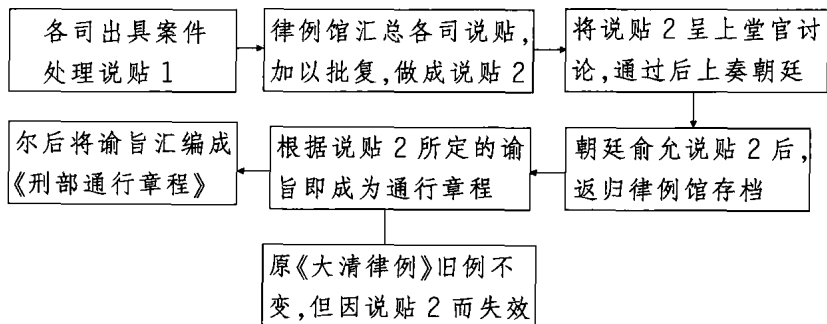 各司出具案件
处理说贴1
律例馆汇总各司说贴,
加以批复,做成说贴2
将说贴2呈上堂官讨
论,通过后上奏朝廷
朝廷俞允说贴2后,
返归律例馆存档
根据说贴2所定的谕
旨即成为通行章程
尔后将谕旨汇编成
《刑部通行章程》
原《大清律例》旧例不
变,但因说贴2而失效